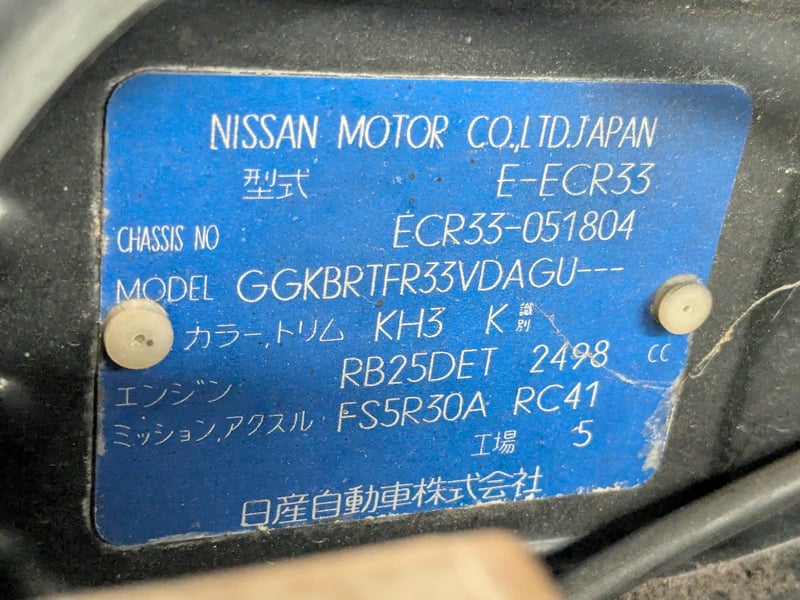 NISSAN MOTOR CO.,LTD.JAPAN
型式 E-ECR33
CHASSIS NO ECR33-051804
MODEL GGKBRTFR33VDAGU---
カラー,トリム KH3 K 識別
エンジン RB25DET 2498 CC
ミッション,アクスル FS5R30A RC41
工場 5
日産自動車株式会社